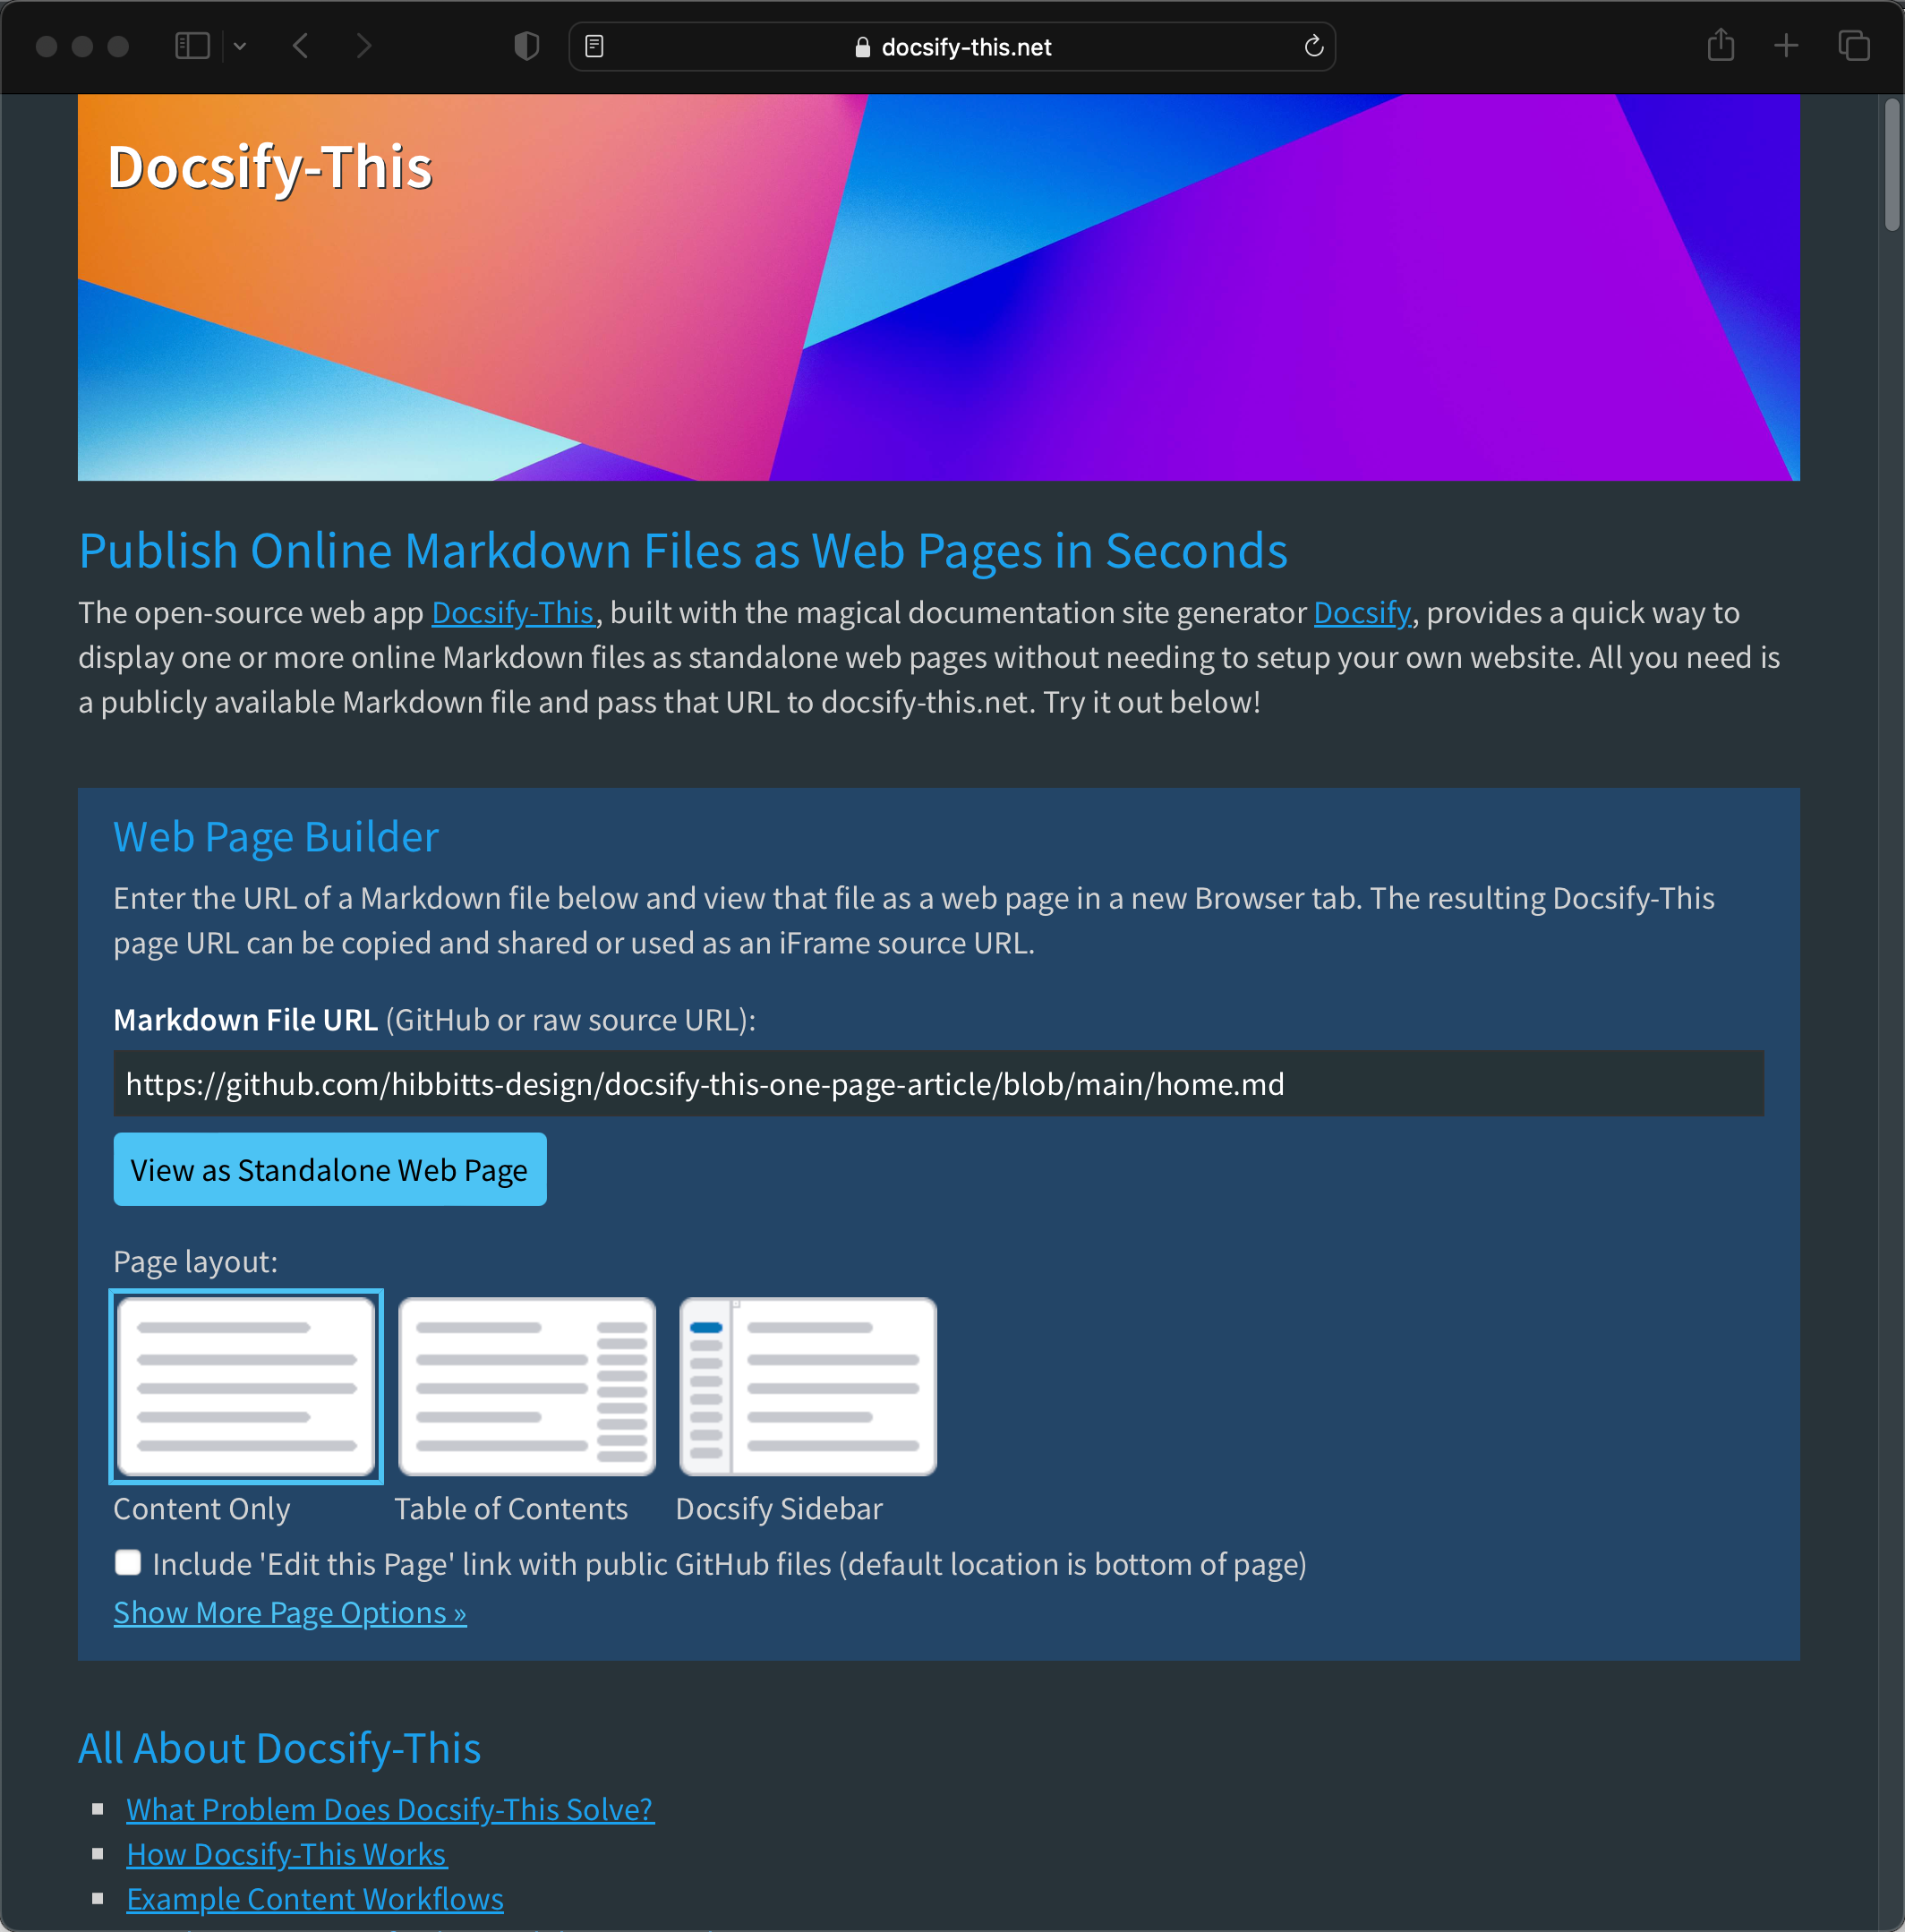 docsify-this.net
Docsify-This
Publish Online Markdown Files as Web Pages in Seconds
The open-source web app Docsify-This, built with the magical documentation site generator Docsify, provides a quick way to
display one or more online Markdown files as standalone web pages without needing to setup your own website. All you need is
a publicly available Markdown file and pass that URL to docsify-this.net. Try it out below!
Web Page Builder
Enter the URL of a Markdown file below and view that file as a web page in a new Browser tab. The resulting Docsify-This
page URL can be copied and shared or used as an iFrame source URL.
Markdown File URL (GitHub or raw source URL):
https://github.com/hibbitts-design/docsify-this-one-page-article/blob/main/home.md
View as Standalone Web Page
Page layout:
Content Only
Table of Contents
Docsify Sidebar
Include 'Edit this Page' link with public GitHub files (default location is bottom of page)
Show More Page Options »
All About Docsify-This
What Problem Does Docsify-This Solve?
How Docsify-This Works
Example Content Workflows